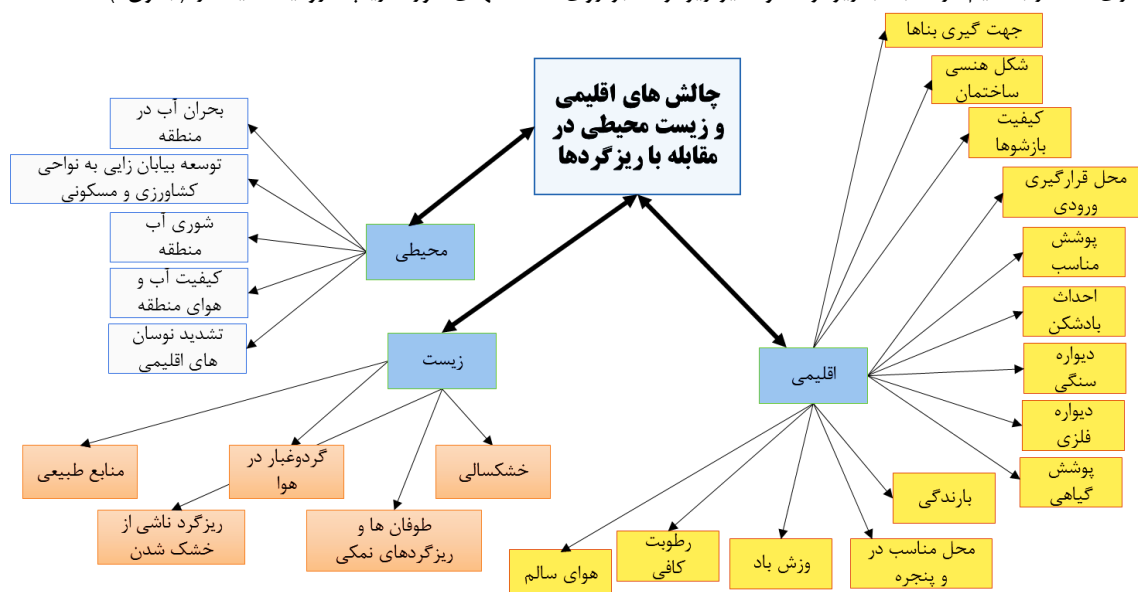 چالش های اقلیمی
و زیست محیطی در
مقابله با ریزگردها
جهت گیری بناها
شکل هنسی
ساختمان
کیفیت
بازشوها
محل قرارگیری
ورودی
پوشش
مناسب
احداث
بادشکن
دیواره
سنگی
دیواره
فلزی
پوشش
گیاهی
اقلیمی
بارندگی
محل مناسب در
و پنجره
وزش باد
رطوبت
کافی
هوای سالم
محیطی
بحران آب در
منطقه
توسعه بیابان زایی به نواحی
کشاورزی و مسکونی
شوری آب
منطقه
کیفیت آب و
هوای منطقه
تشدید نوسان
های اقلیمی
زیست
خشکسالی
گردوغبار در
هوا
منابع طبیعی
طوفان ها و
ریزگردهای نمکی
ریزگرد ناشی از
خشک شدن